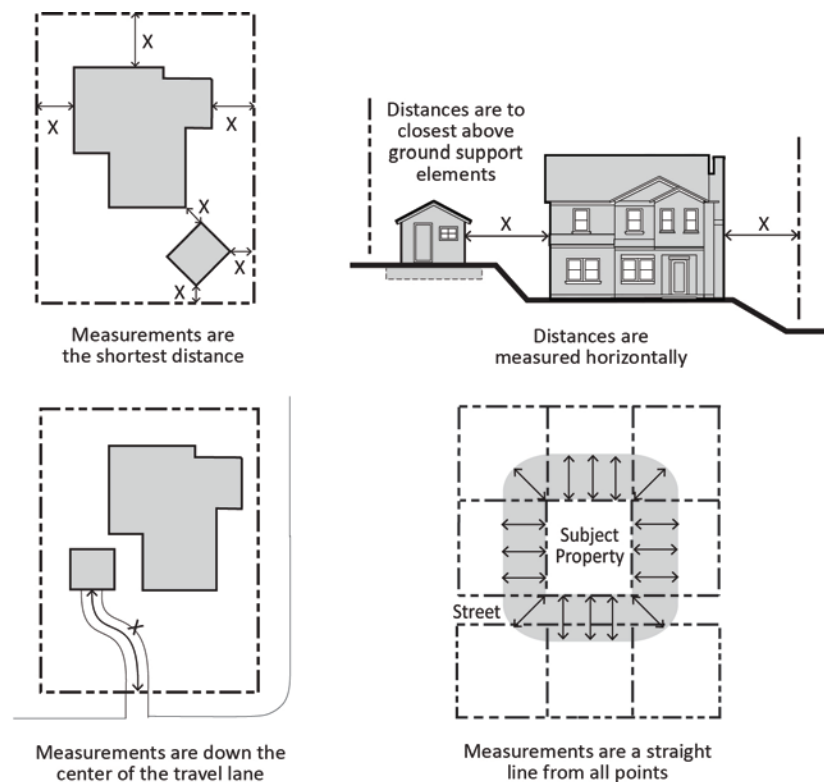 X
X
X
X
X
X
Measurements are
the shortest distance
Distances are to
closest above
ground support
elements
X
X
Distances are
measured horizontally
X
Measurements are down the
center of the travel lane
Subject
Property
Street
Measurements are a straight
line from all points